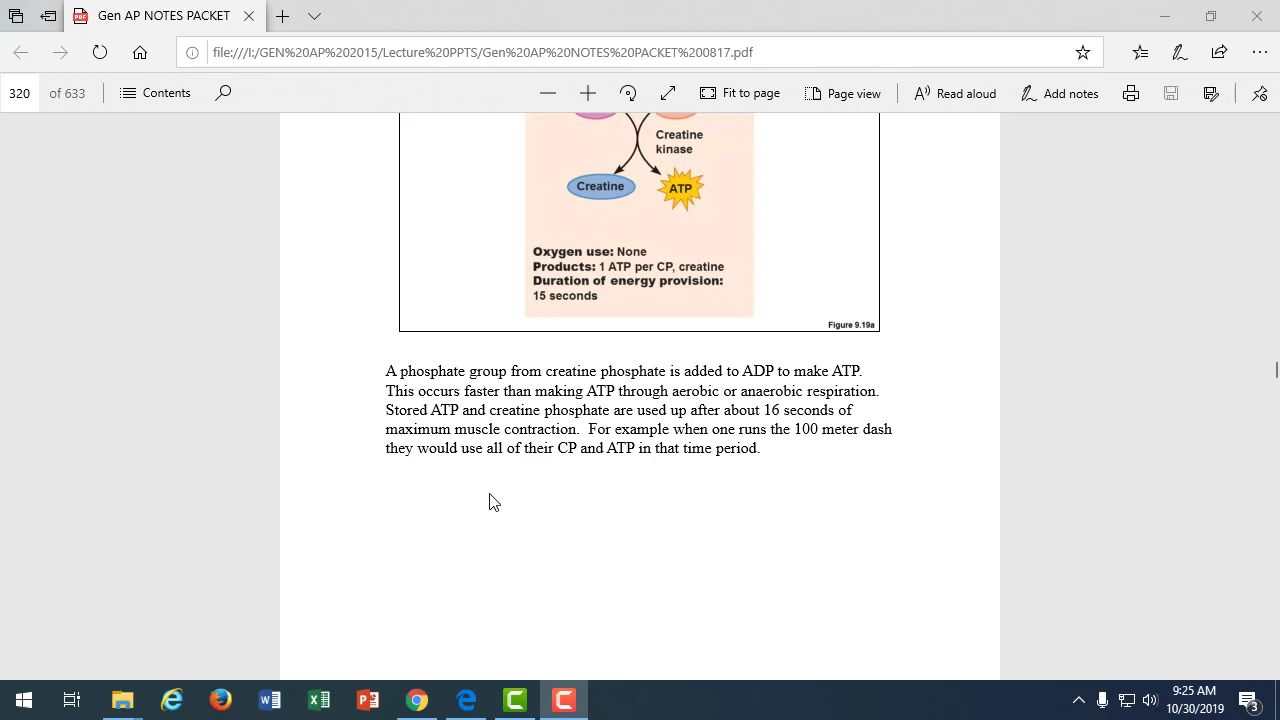 Gen AP NOTES PACKET
file:///I:/GEN%20AP%202015/Lecture%20PPTS/Gen%20AP%20NOTES%20PACKET%200817.pdf
320 of 633 Contents Fit to page Page view Read aloud Add notes
Creatine
kinase
Creatine ATP
Oxygen use: None
Products: 1 ATP per CP, creatine
Duration of energy provision:
15 seconds
Figure 9.19a
A phosphate group from creatine phosphate is added to ADP to make ATP.
This occurs faster than making ATP through aerobic or anaerobic respiration.
Stored ATP and creatine phosphate are used up after about 16 seconds of
maximum muscle contraction. For example when one runs the 100 meter dash
they would use all of their CP and ATP in that time period.
9:25 AM
10/30/2019
3